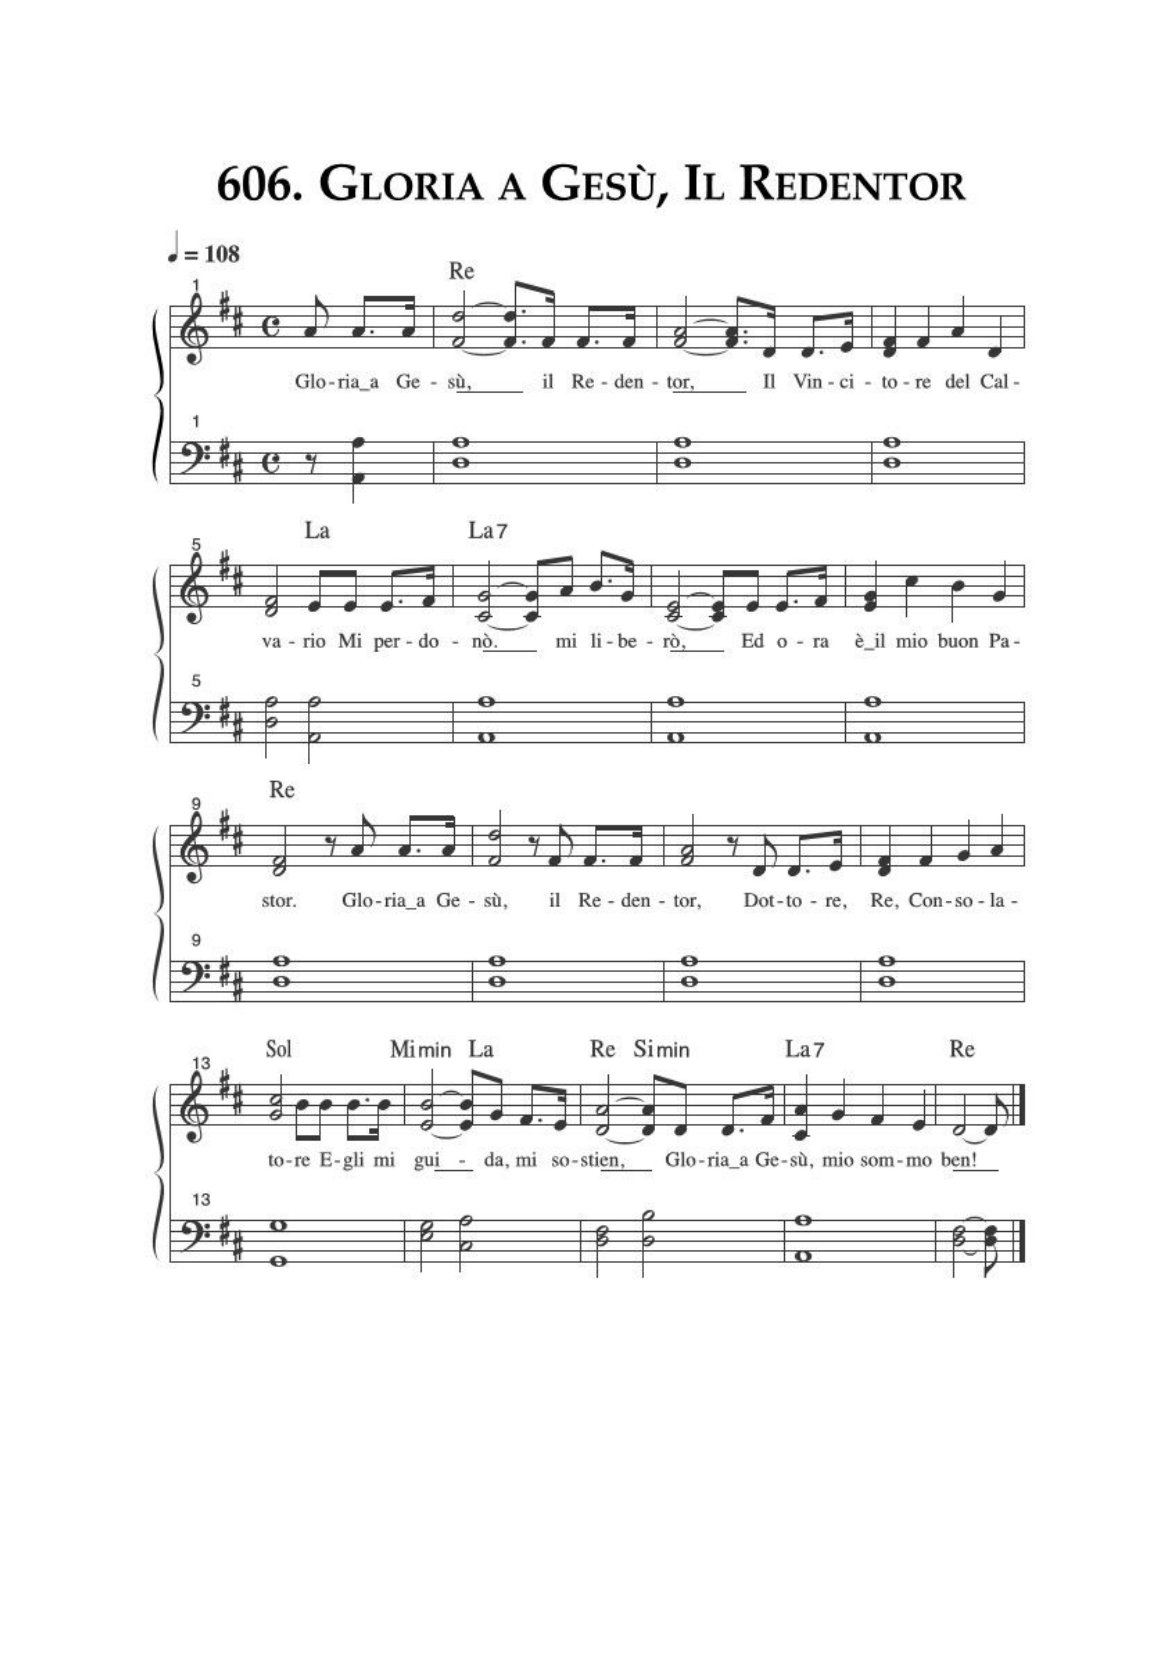 606. Gloria a Gesù, Il Redentor
= 108
Re
1
Glo-ria_a Ge - sù,____ il Re - den - tor,____ Il Vin - ci - to - re del Cal -
1
La La7
5
va - rio Mi per - do - nò.____ mi li - be - rò,____ Ed o - ra è_il mio buon Pa -
5
Re
9
stor. Glo-ria_a Ge - sù, il Re - den - tor, Dot-to - re, Re, Con-so - la -
9
Sol Mimin La Re Simin La7 Re
13
to-re E-gli mi gui - da, mi so-stien, Glo-ria_a Ge-sù, mio som-mo ben!
13